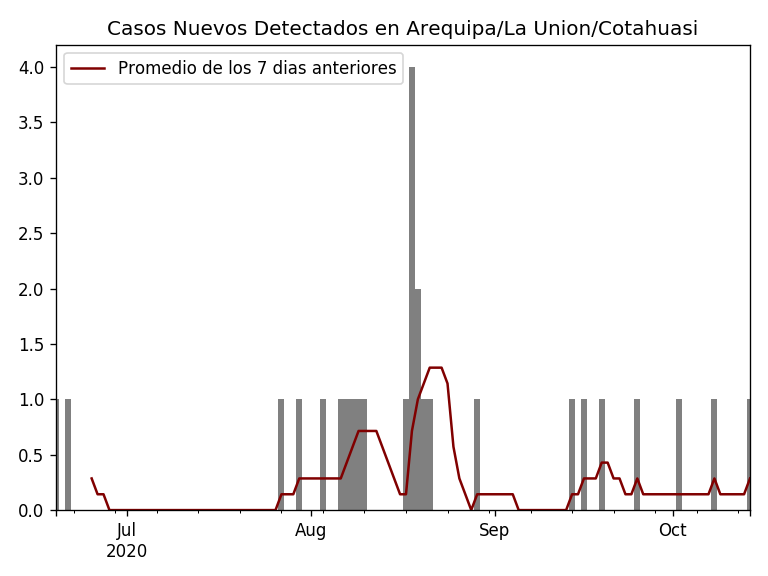 Casos Nuevos Detectados en Arequipa/La Union/Cotahuasi
Promedio de los 7 dias anteriores
4.0
3.5
3.0
2.5
2.0
1.5
1.0
0.5
0.0
Jul
2020
Aug
Sep
Oct